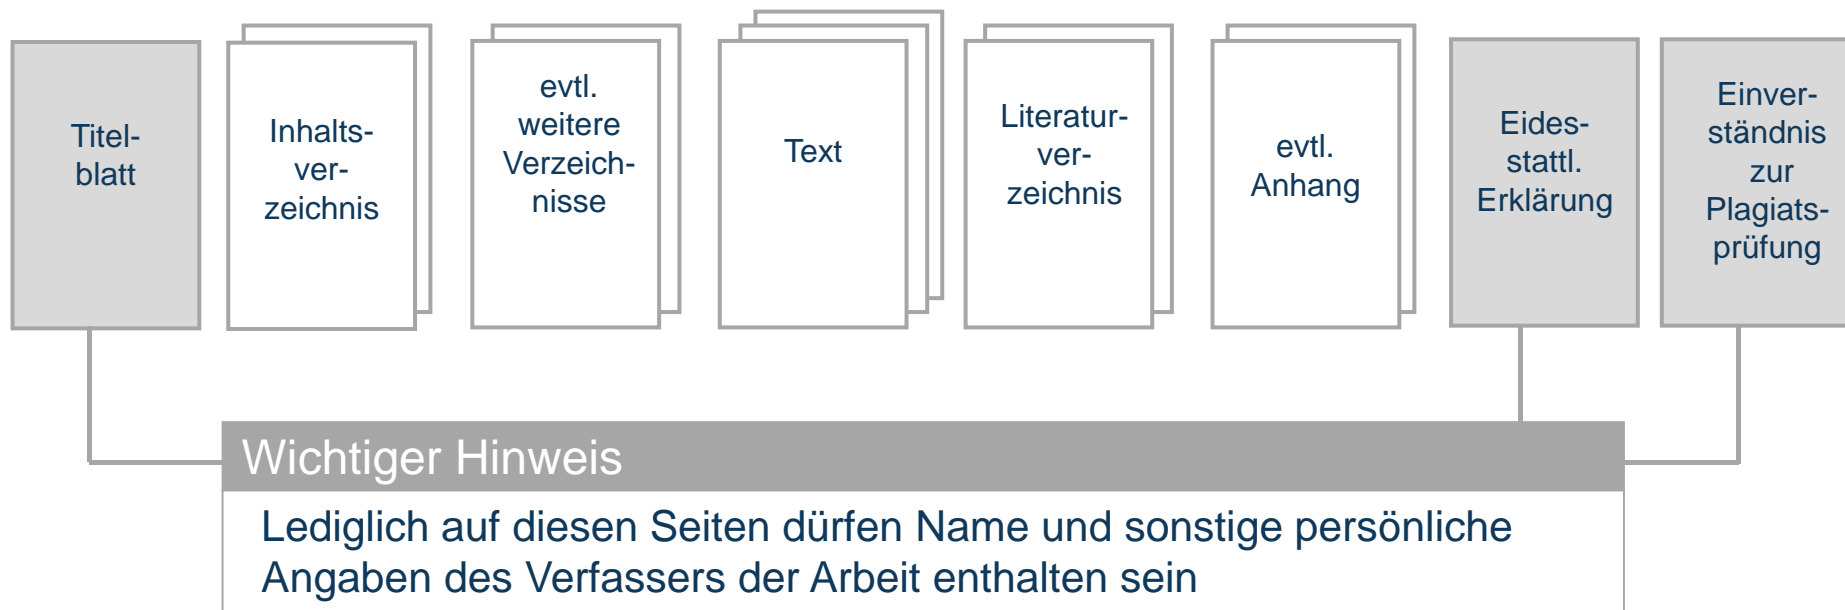 Titel-
blatt
Inhalts-
ver-
zeichnis
evtl.
weitere
Verzeich-
nisse
Text
Literatur-
ver-
zeichnis
evtl.
Anhang
Eides-
stattl.
Erklärung
Einver-
ständnis
zur
Plagiats-
prüfung
Wichtiger Hinweis
Lediglich auf diesen Seiten dürfen Name und sonstige persönliche
Angaben des Verfassers der Arbeit enthalten sein